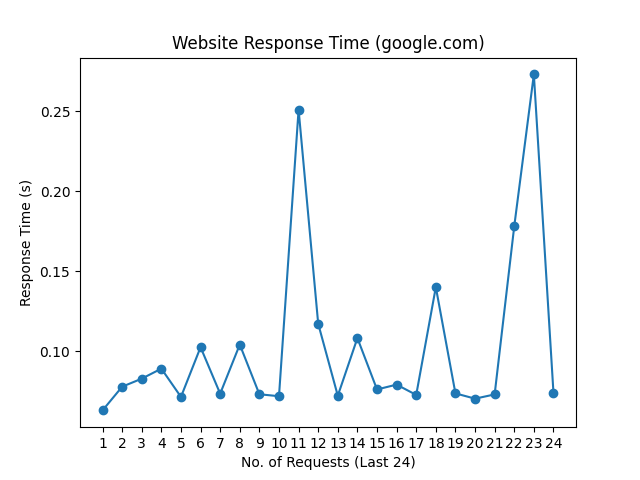 Website Response Time (google.com)
0.25
0.20
0.15
0.10
Response Time (s)
1 2 3 4 5 6 7 8 9 10 11 12 13 14 15 16 17 18 19 20 21 22 23 24
No. of Requests (Last 24)